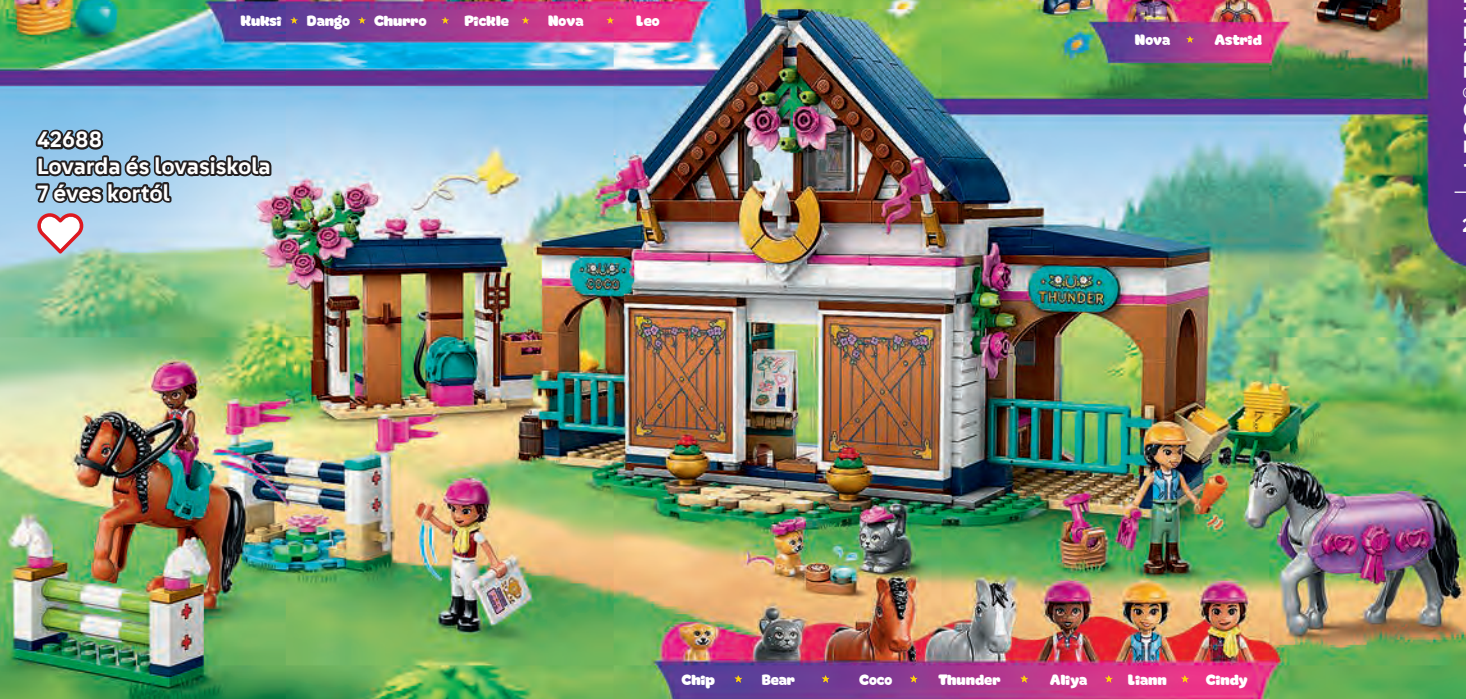 Kuksi ★ Dango ★ Churro ★ Pickle ★ Nova ★ Leo
Nova ★ Astrid
42688
Lovarda és lovasiskola
7 éves kortól
COCO
THUNDER
Chip ★ Bear ★ Coco ★ Thunder ★ Aliya ★ Liann ★ Cindy